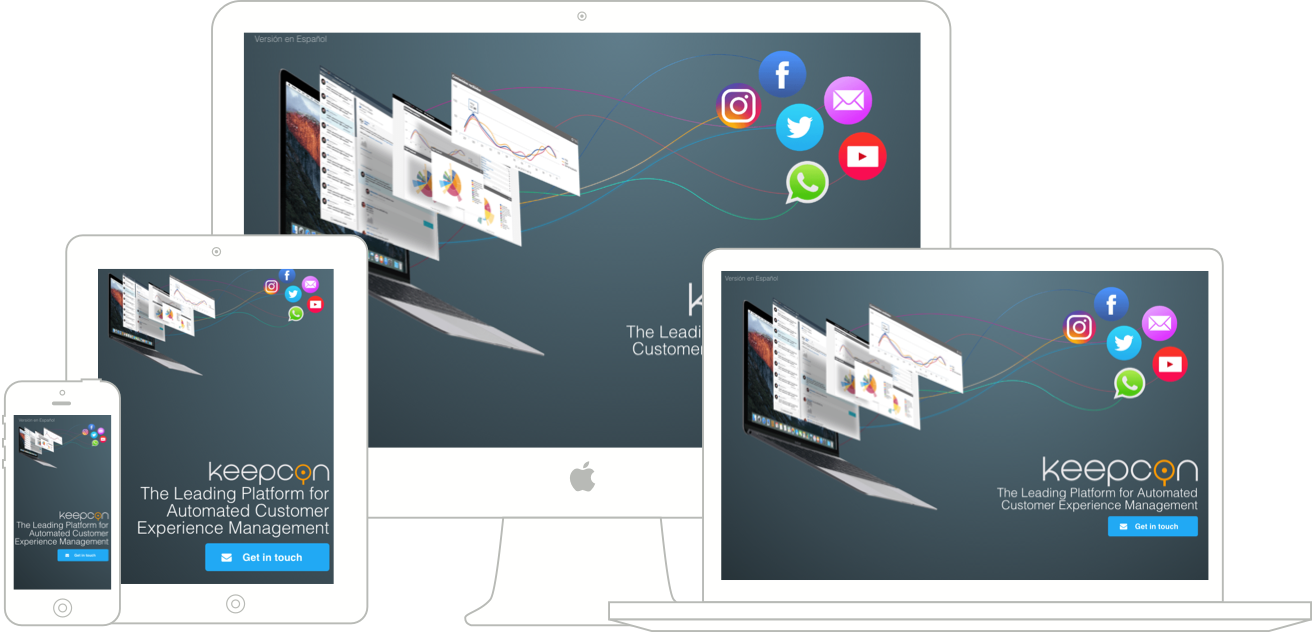 Versión en Español
k
The Leadi
Customer
Versión en Español
keepcon
The Leading Platform for
Automated Customer
Experience Management
Get in touch
Versión en Español
keepcon
The Leading Platform for
Automated Customer
Experience Management
Get in touch
keepcon
The Leading Platform for Automated
Customer Experience Management
Get in touch